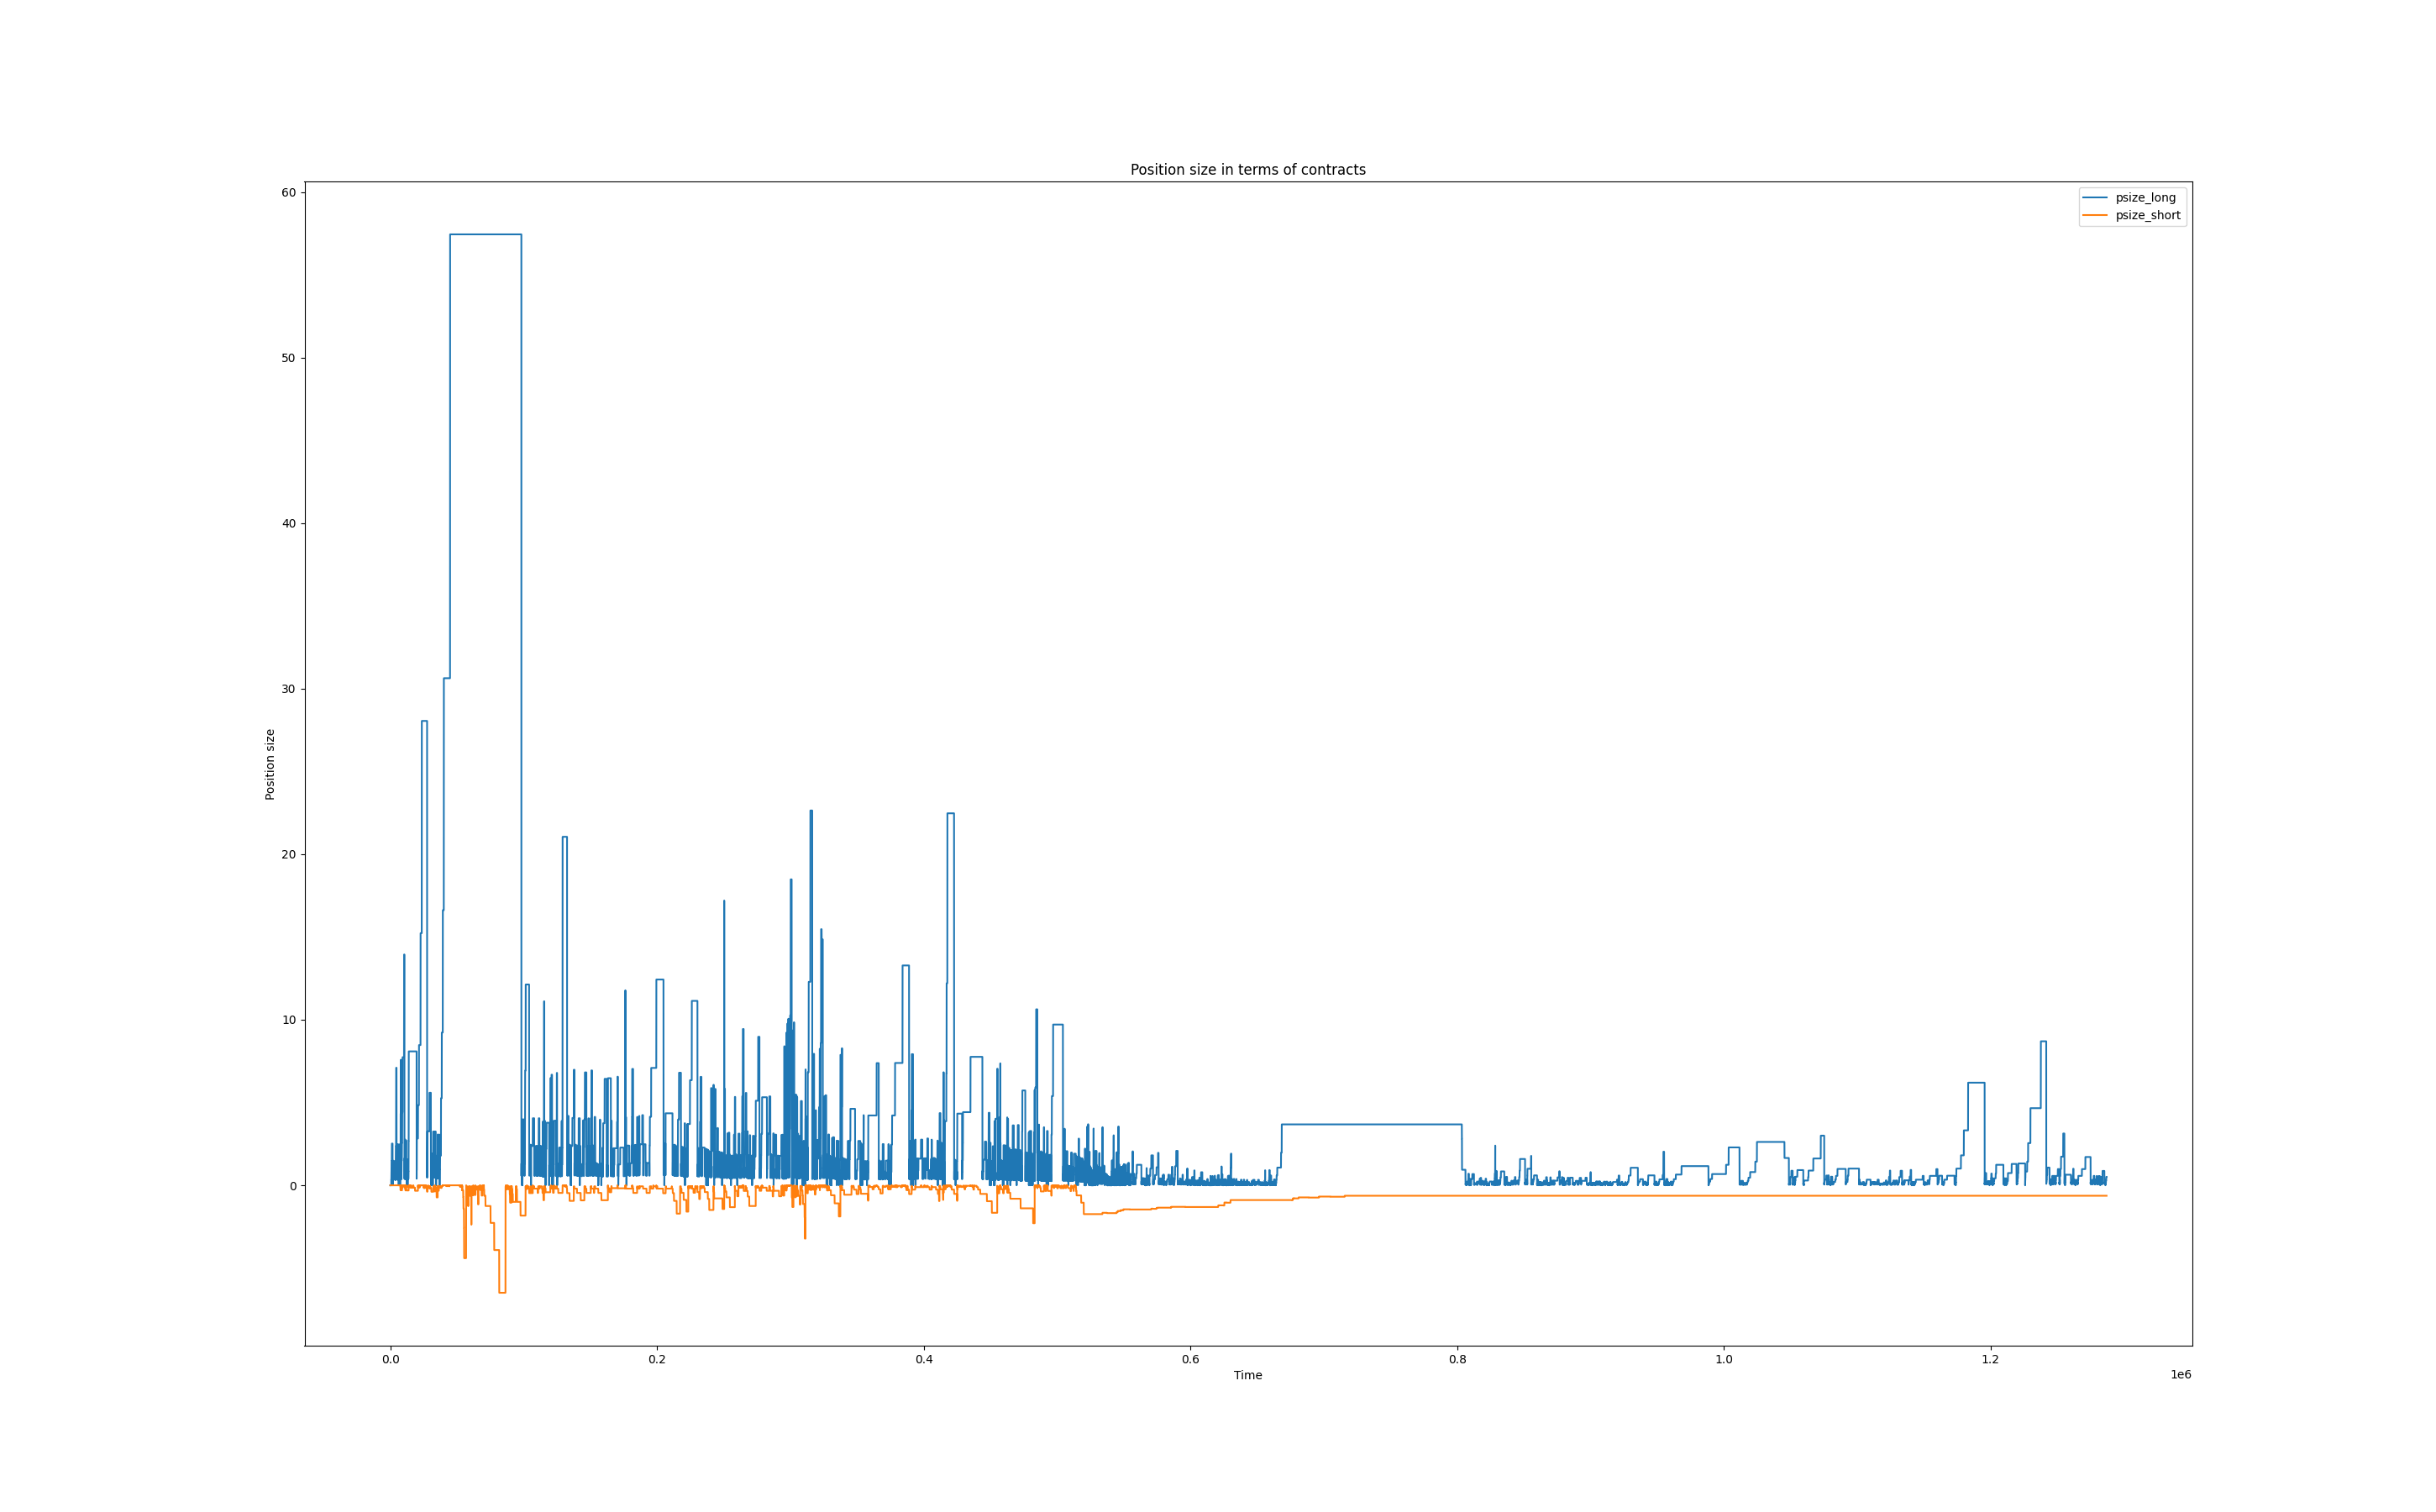 Position size in terms of contracts
psize_long
psize_short
60
50
40
30
20
10
0
Position size
0.0 0.2 0.4 0.6 0.8 1.0 1.2
1e6
Time